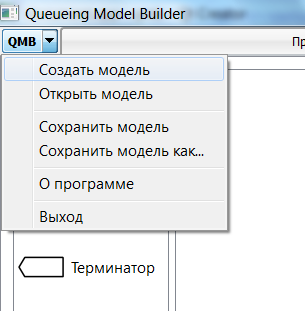 Queueing Model Builder
QMB
Пр
Создать модель
Открыть модель
Сохранить модель
Сохранить модель как...
О программе
Выход
Терминатор